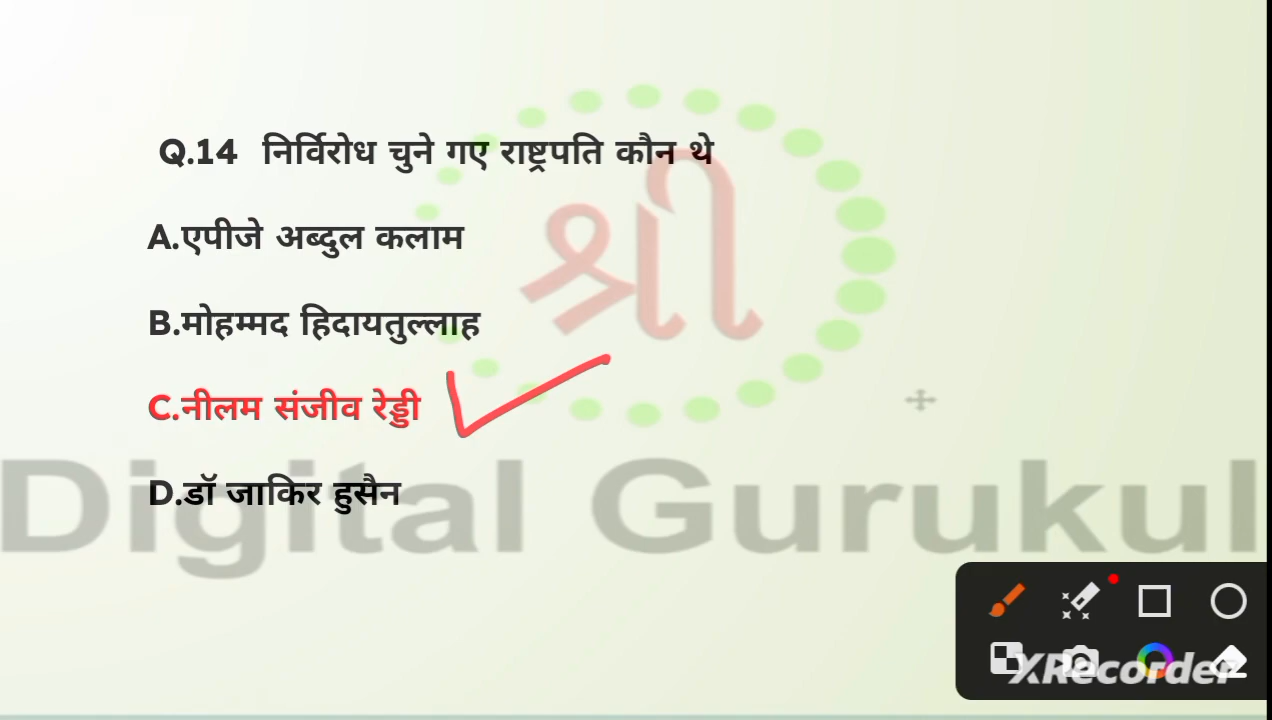 Q.14 निर्विरोध चुने गए राष्ट्रपति कौन थे
A.एपीजे अब्दुल कलाम
B.मोहम्मद हिदायतुल्लाह
C.नीलम संजीव रेड्डी
D.डॉ जाकिर हुसैन
श्री
Digital Gurukul
XRecorder